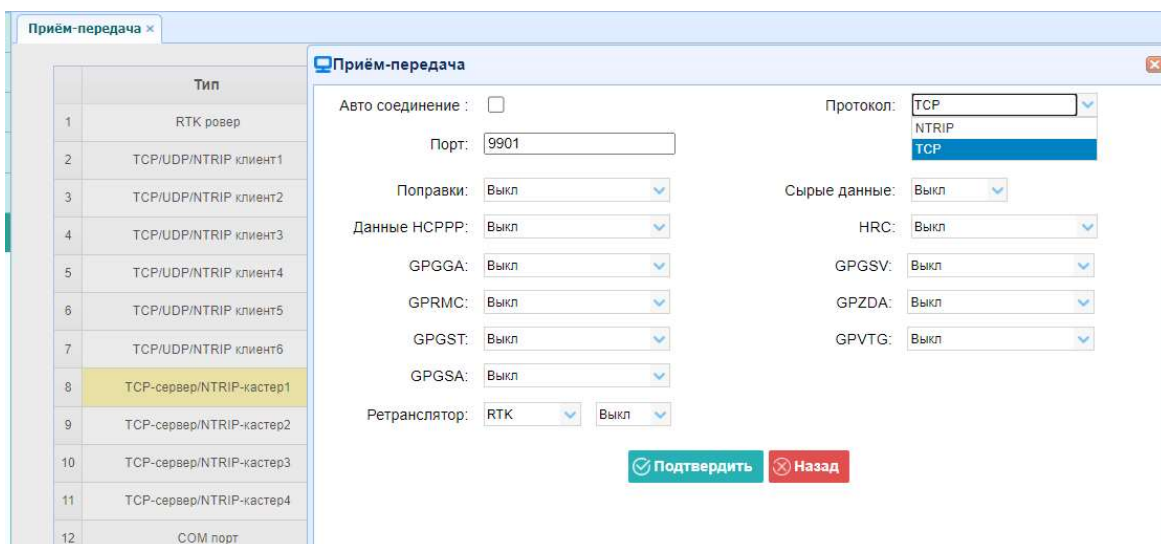 Приём-передача ×
Тип
1 RTK ровер
2 TCP/UDP/NTRIP клиент1
3 TCP/UDP/NTRIP клиент2
4 TCP/UDP/NTRIP клиент3
5 TCP/UDP/NTRIP клиент4
6 TCP/UDP/NTRIP клиент5
7 TCP/UDP/NTRIP клиент6
8 TCP-сервер/NTRIP-кастер1
9 TCP-сервер/NTRIP-кастер2
10 TCP-сервер/NTRIP-кастер3
11 TCP-сервер/NTRIP-кастер4
12 COM порт
Приём-передача
Авто соединение : Протокол: TCP
NTRIP
TCP
Порт: 9901
Поправки: Выкл Сырые данные: Выкл
Данные HCPPP: Выкл HRC: Выкл
GPGGA: Выкл GPGSV: Выкл
GPRMC: Выкл GPZDA: Выкл
GPGST: Выкл GPVTG: Выкл
GPGSA: Выкл
Ретранслятор: RTK Выкл
Подтвердить Назад